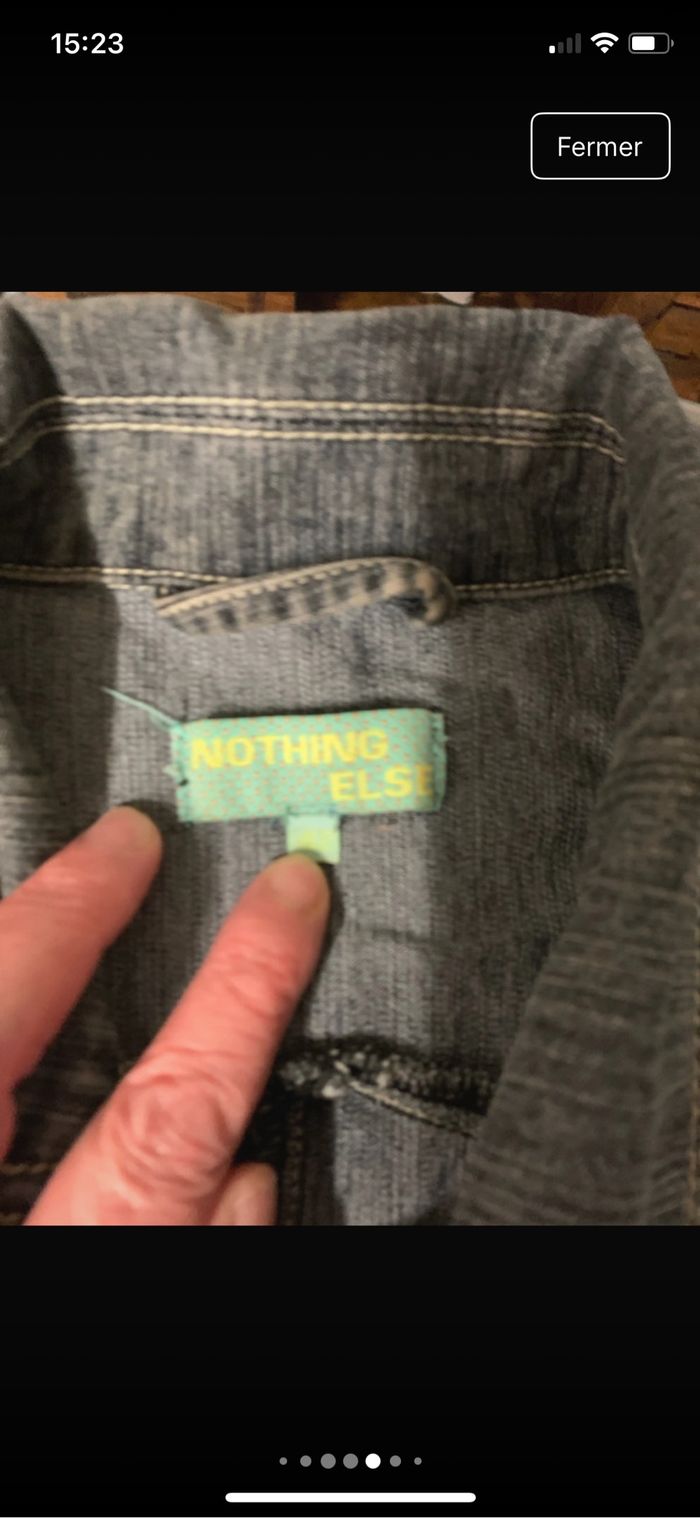 15:23
Fermer
NOTHING
ELSE